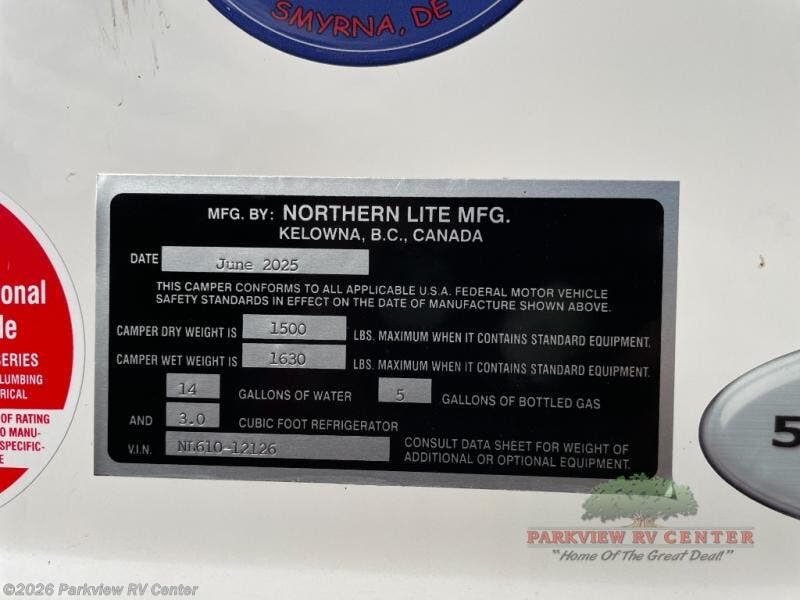 SMYRNA, DE
MFG. BY: NORTHERN LITE MFG.
KELOWNA, B.C., CANADA
DATE June 2025
THIS CAMPER CONFORMS TO ALL APPLICABLE U.S.A. FEDERAL MOTOR VEHICLE
SAFETY STANDARDS IN EFFECT ON THE DATE OF MANUFACTURE SHOWN ABOVE.
CAMPER DRY WEIGHT IS 1500 LBS. MAXIMUM WHEN IT CONTAINS STANDARD EQUIPMENT.
CAMPER WET WEIGHT IS 1630 LBS. MAXIMUM WHEN IT CONTAINS STANDARD EQUIPMENT.
14 GALLONS OF WATER 5 GALLONS OF BOTTLED GAS
AND 3.0 CUBIC FOOT REFRIGERATOR
V.I.N. NL610-12126 CONSULT DATA SHEET FOR WEIGHT OF
ADDITIONAL OR OPTIONAL EQUIPMENT.
onal
le
SERIES
LUMBING
RICAL
OF RATING
O MANU-
SPECIFIC-
E
5
PARKVIEW RV CENTER
"Home Of The Great Deal!"
©2026 Parkview RV Center